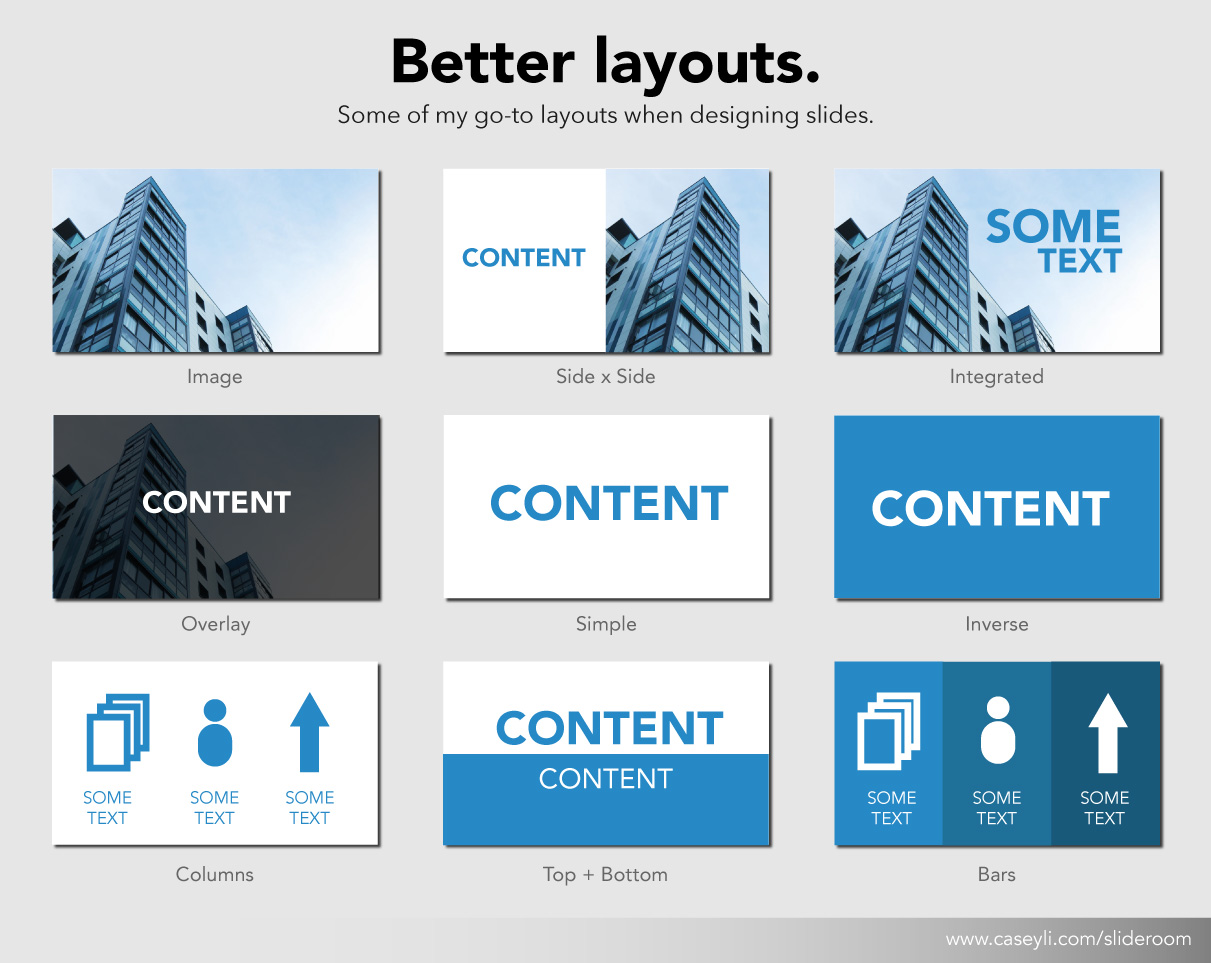 Better layouts.
Some of my go-to layouts when designing slides.
CONTENT
SOME
TEXT
Image
Side x Side
Integrated
CONTENT
CONTENT
CONTENT
Overlay
Simple
Inverse
SOME
TEXT
SOME
TEXT
SOME
TEXT
CONTENT
CONTENT
SOME
TEXT
SOME
TEXT
SOME
TEXT
Columns
Top + Bottom
Bars
www.caseyli.com/slideroom